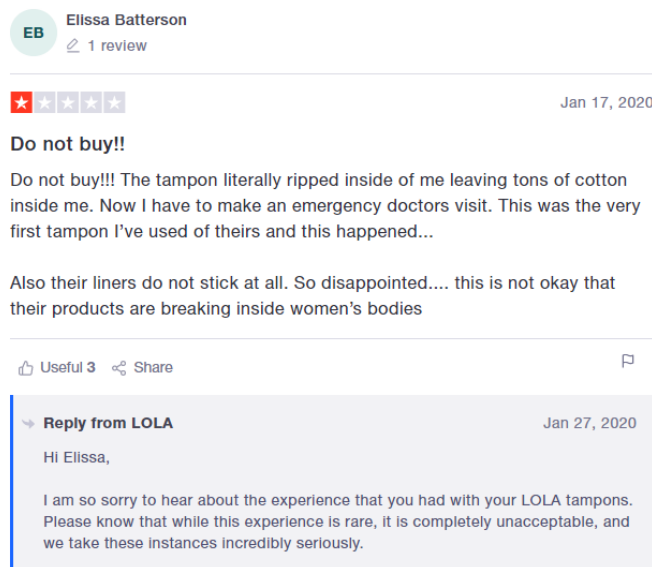 EB
Elissa Batterson
1 review
Jan 17, 2020
Do not buy!!
Do not buy!!! The tampon literally ripped inside of me leaving tons of cotton
inside me. Now I have to make an emergency doctors visit. This was the very
first tampon I've used of theirs and this happened...
Also their liners do not stick at all. So disappointed.... this is not okay that
their products are breaking inside women's bodies
Useful 3 Share
Reply from LOLA Jan 27, 2020
Hi Elissa,
I am so sorry to hear about the experience that you had with your LOLA tampons.
Please know that while this experience is rare, it is completely unacceptable, and
we take these instances incredibly seriously.